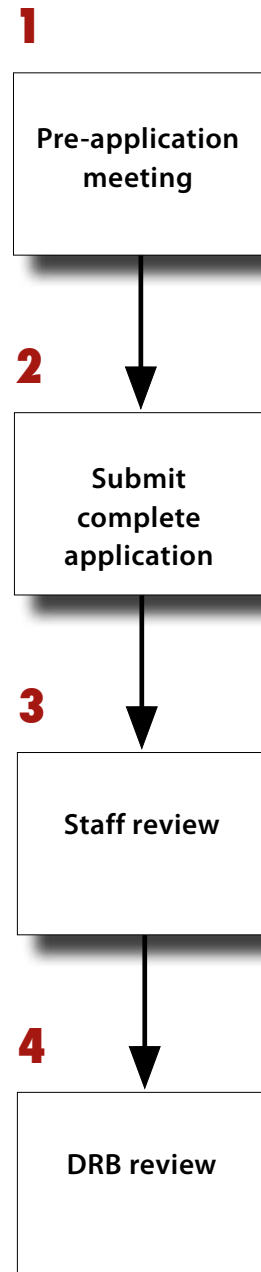 1
Pre-application
meeting
2
Submit
complete
application
3
Staff review
4
DRB review